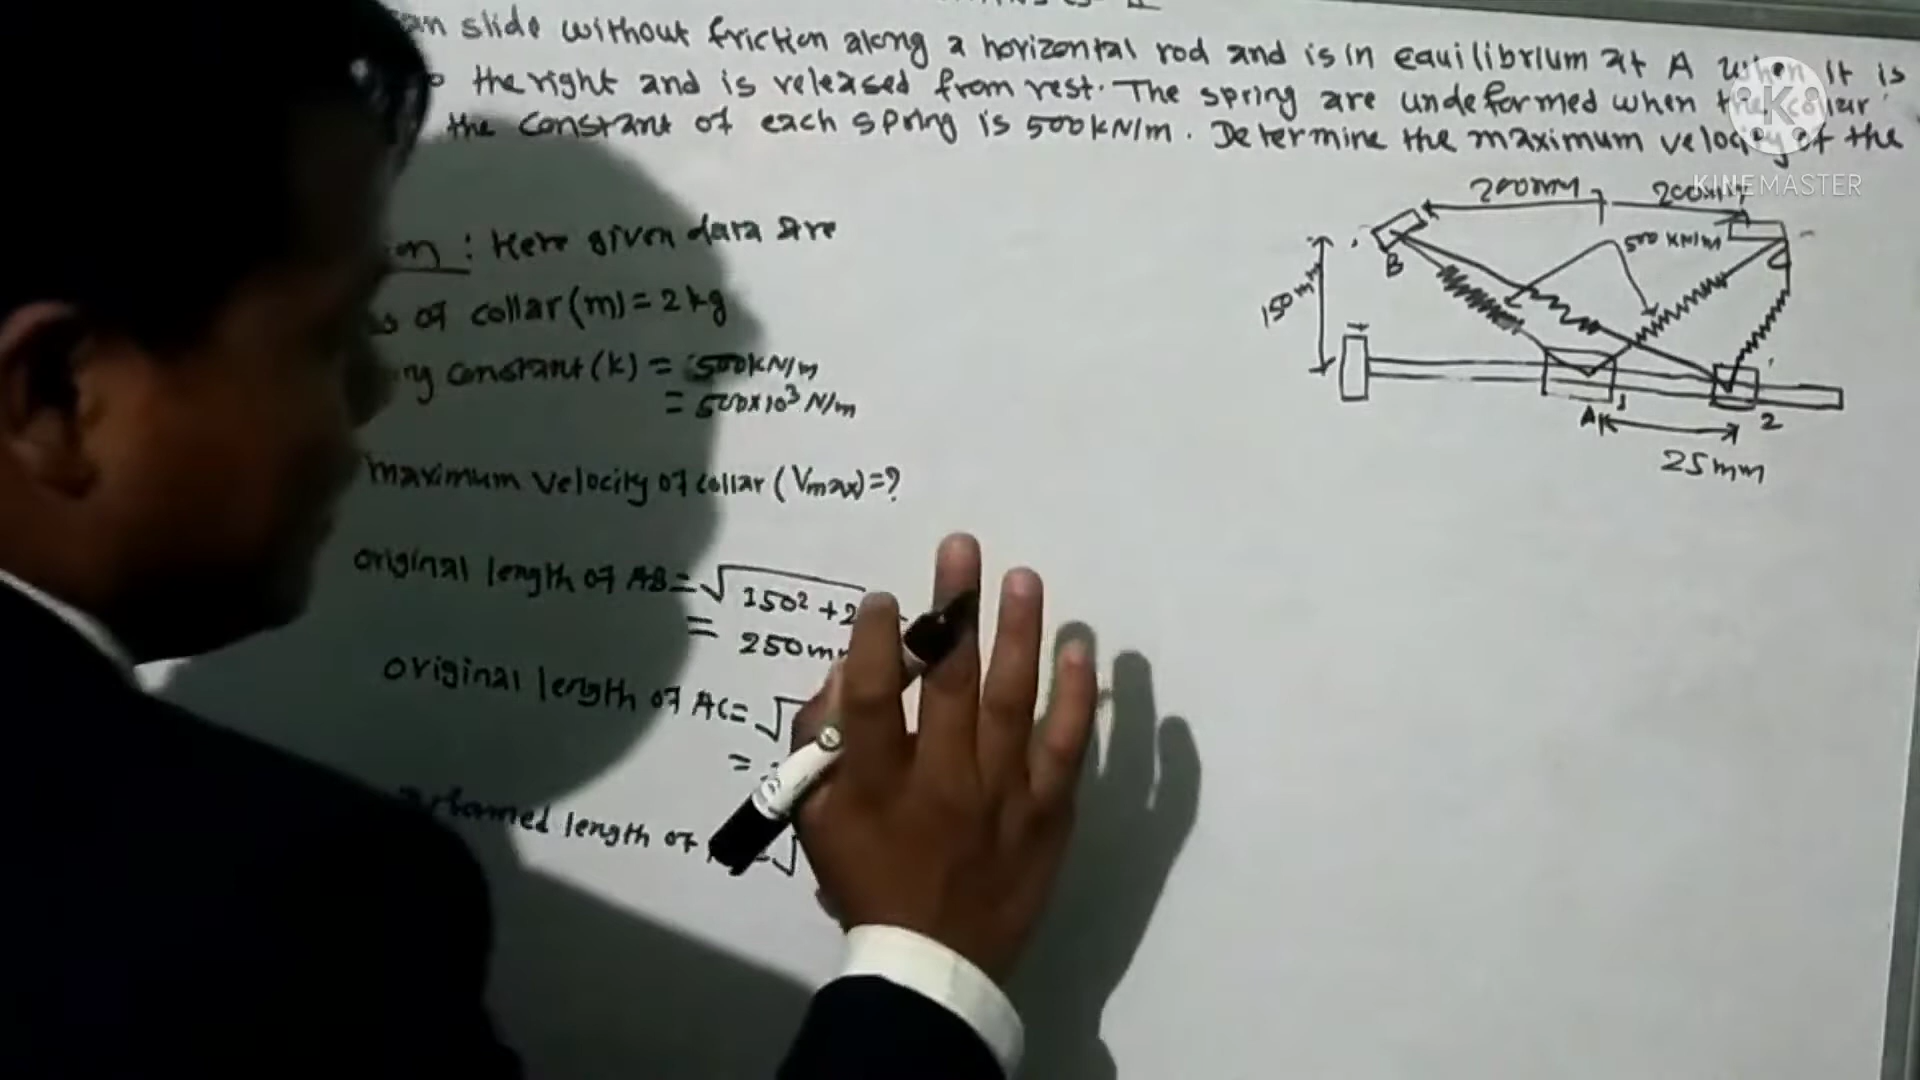 slide without friction along a horizontal rod and is in equilibrium at A when it is
the right and is released from rest. The spring are undeformed when the collar
the constant of each spring is 500kN/m. Determine the maximum velocity of the
: Here given data are
of collar (m) = 2kg
constant (k) = 500kN/m
= 500x10³ N/m
maximum velocity of collar (Vmax)=?
original length of AB = √150² + 2
= 250m
original length of AC = √
=
length of
= √
200mm
200mm
500 KN/m
150mm
B
C
A
1
2
25mm
K
KINEMASTER